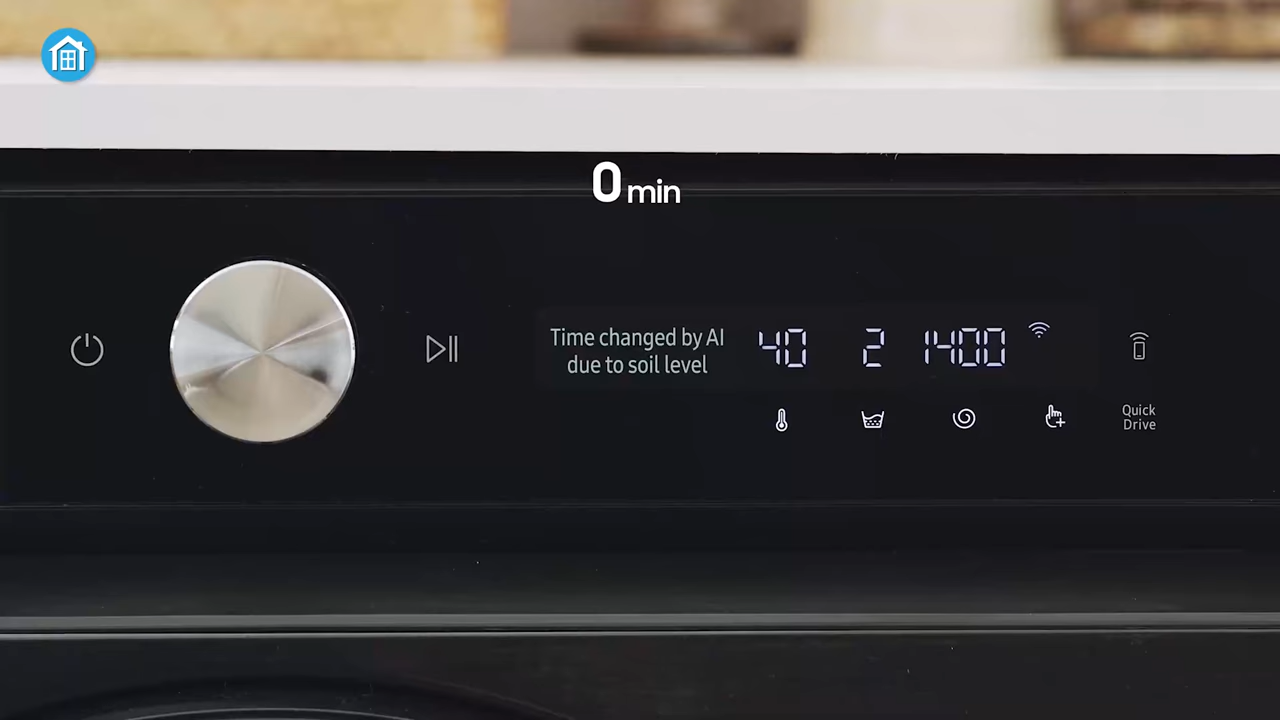 0 min
Time changed by AI
due to soil level
40 2 1400
Quick
Drive